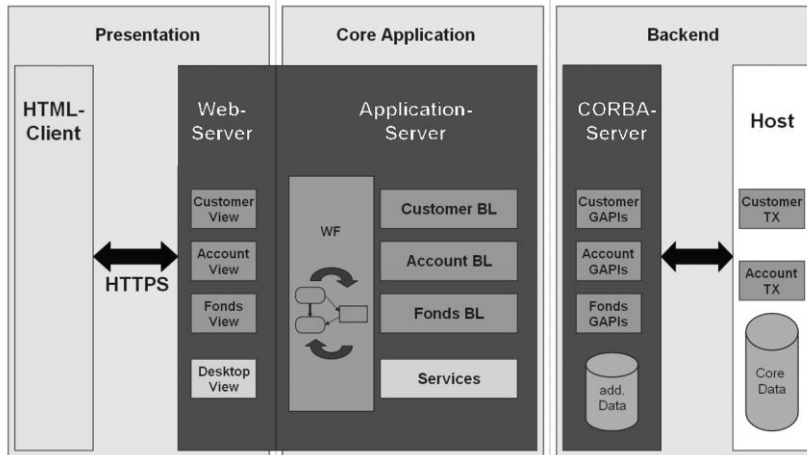 Presentation
Core Application
Backend
HTML-
Client
Web-
Server
Application-
Server
CORBA-
Server
Host
Customer
View
Account
View
Fonds
View
Desktop
View
HTTPS
WF
Customer BL
Account BL
Fonds BL
Services
Customer
GAPIs
Account
GAPIs
Fonds
GAPIs
add.
Data
Customer
TX
Account
TX
Core
Data